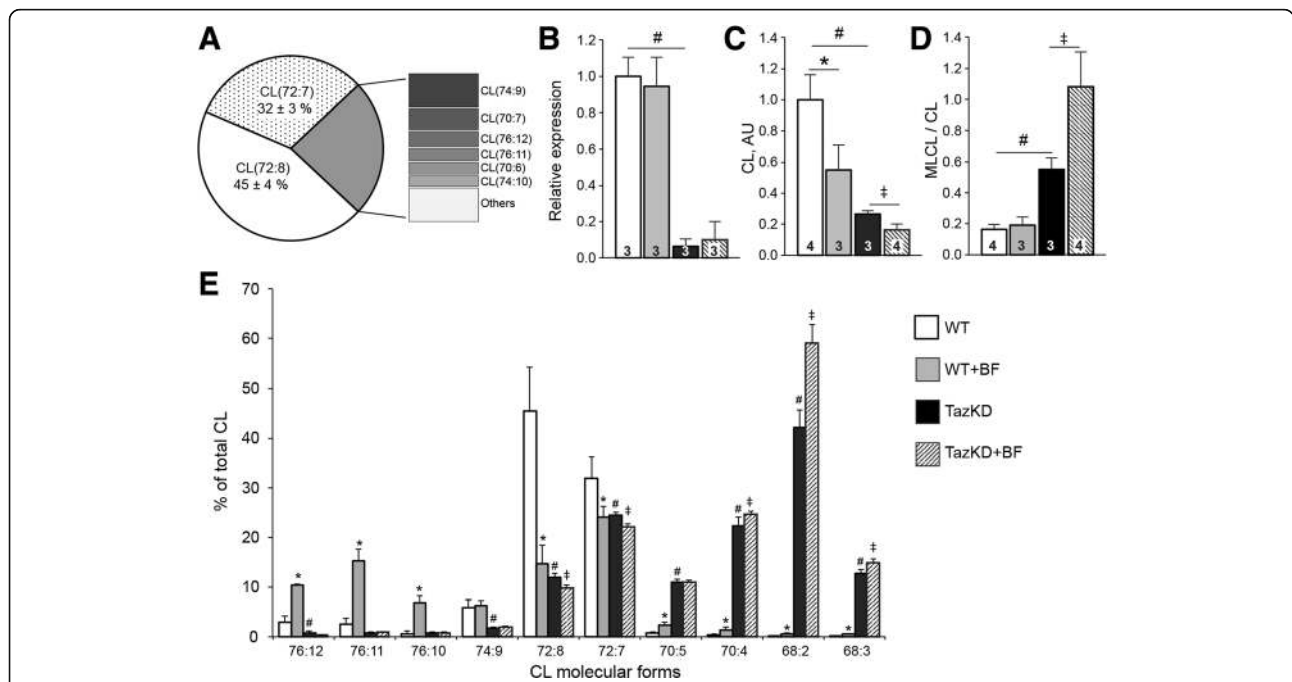 A
CL(72:7)
32 ± 3 %
CL(72:8)
45 ± 4 %
CL(74:9)
CL(70:7)
CL(76:12)
CL(76:11)
CL(70:6)
CL(74:10)
Others
B
Relative expression
1.2
1.0
0.8
0.6
0.4
0.2
0.0
#
3
3
3
3
C
CL, AU
1.4
1.2
1.0
0.8
0.6
0.4
0.2
0.0
#
*
‡
4
3
3
4
D
MLCL / CL
1.4
1.2
1.0
0.8
0.6
0.4
0.2
0.0
‡
#
4
3
3
4
E
% of total CL
70
60
50
40
30
20
10
0
* #
*
*
#
* # ‡
* # ‡
* #
* # ‡
* # ‡
* # ‡
76:12 76:11 76:10 74:9 72:8 72:7 70:5 70:4 68:2 68:3
CL molecular forms
WT
WT+BF
TazKD
TazKD+BF